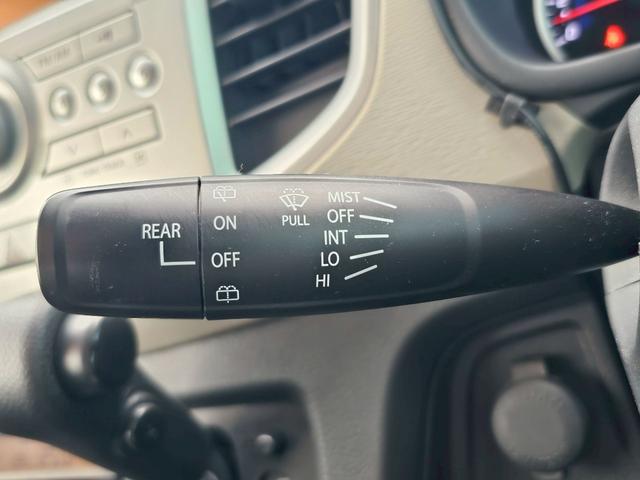 REAR
ON
OFF
PULL
MIST
OFF
INT
LO
HI